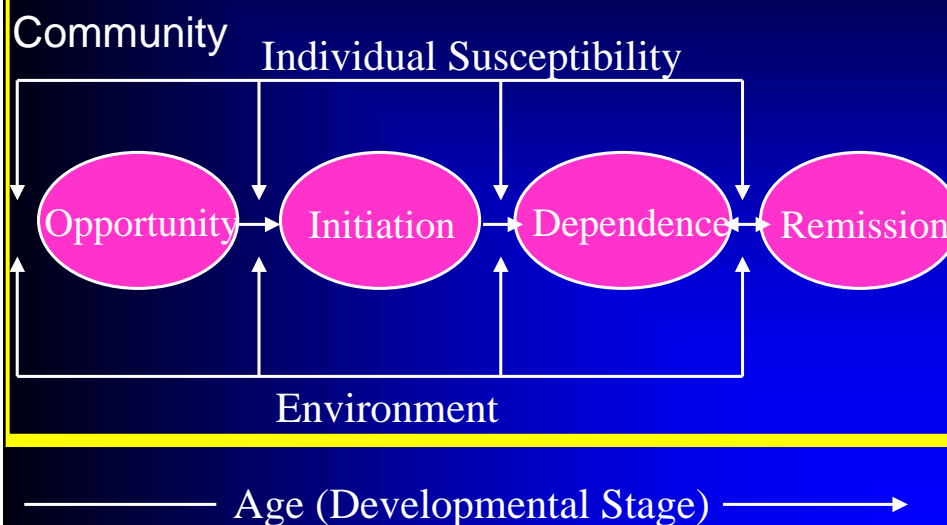 Community
Individual Susceptibility
Opportunity Initiation Dependence Remission
Environment
Age (Developmental Stage)